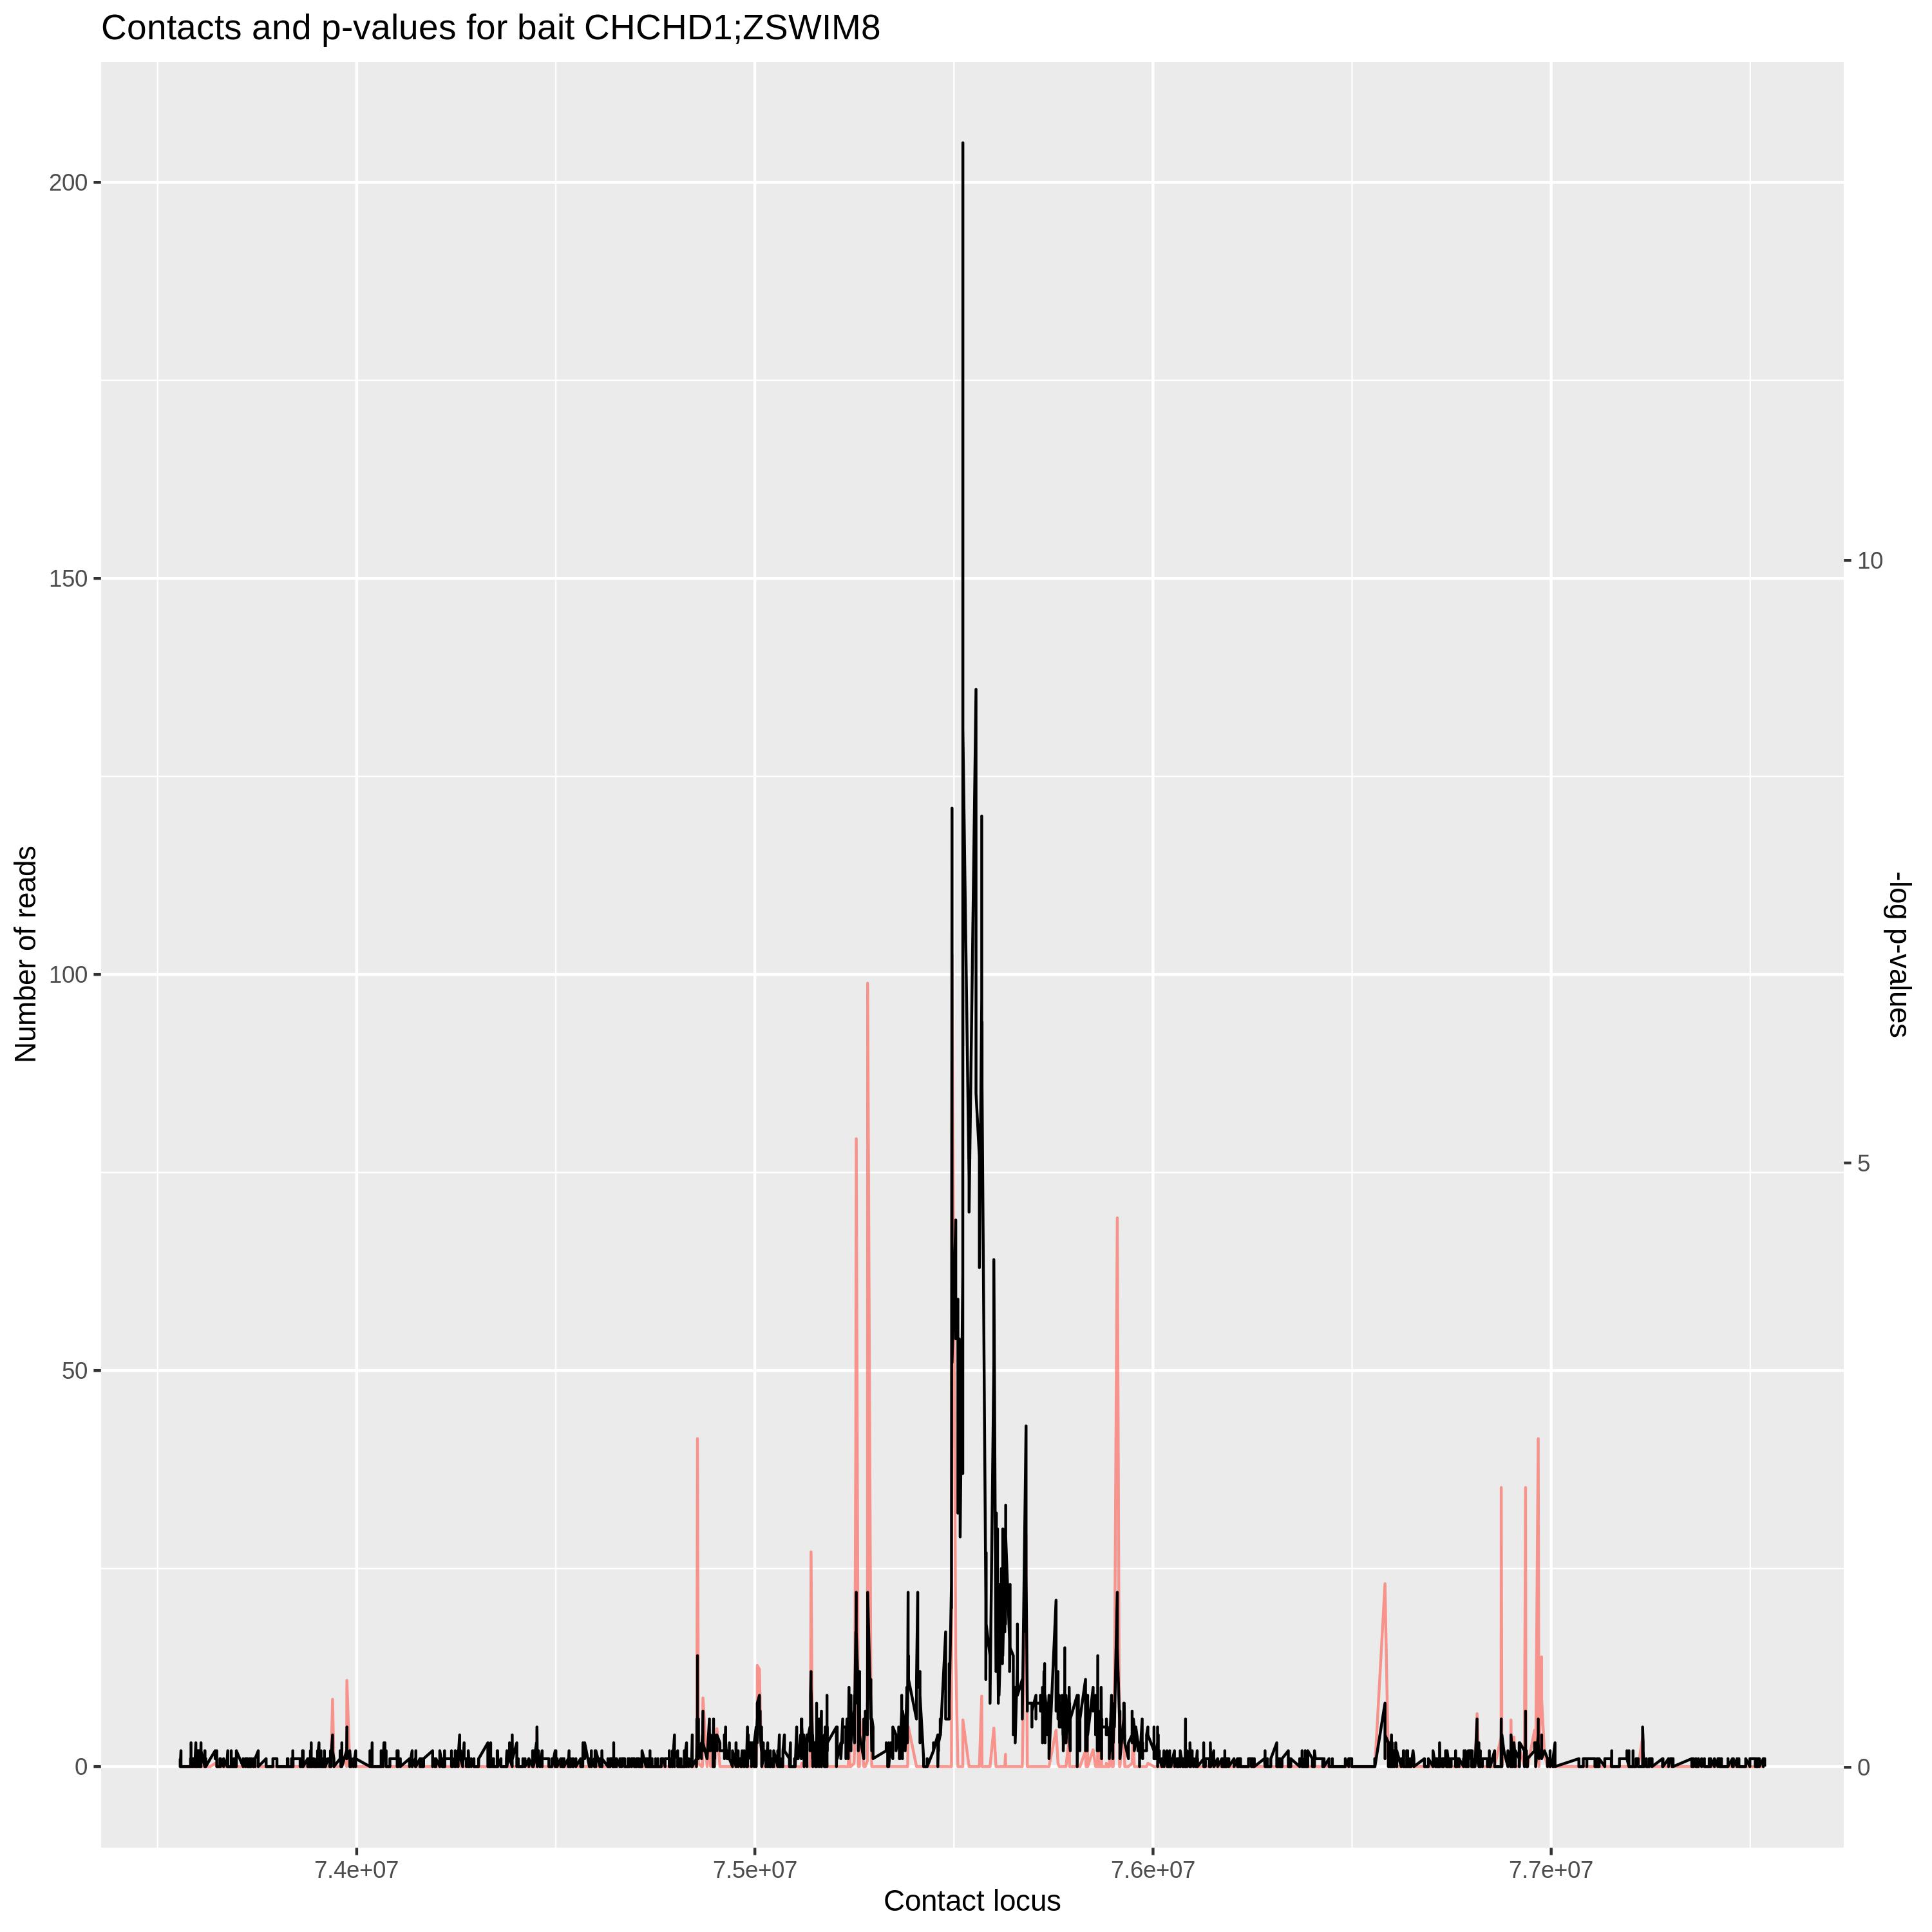 Contacts and p-values for bait CHCHD1;ZSWIM8
200
150
100
50
0
Number of reads
10
5
0
-log p-values
7.4e+07
7.5e+07
7.6e+07
7.7e+07
Contact locus